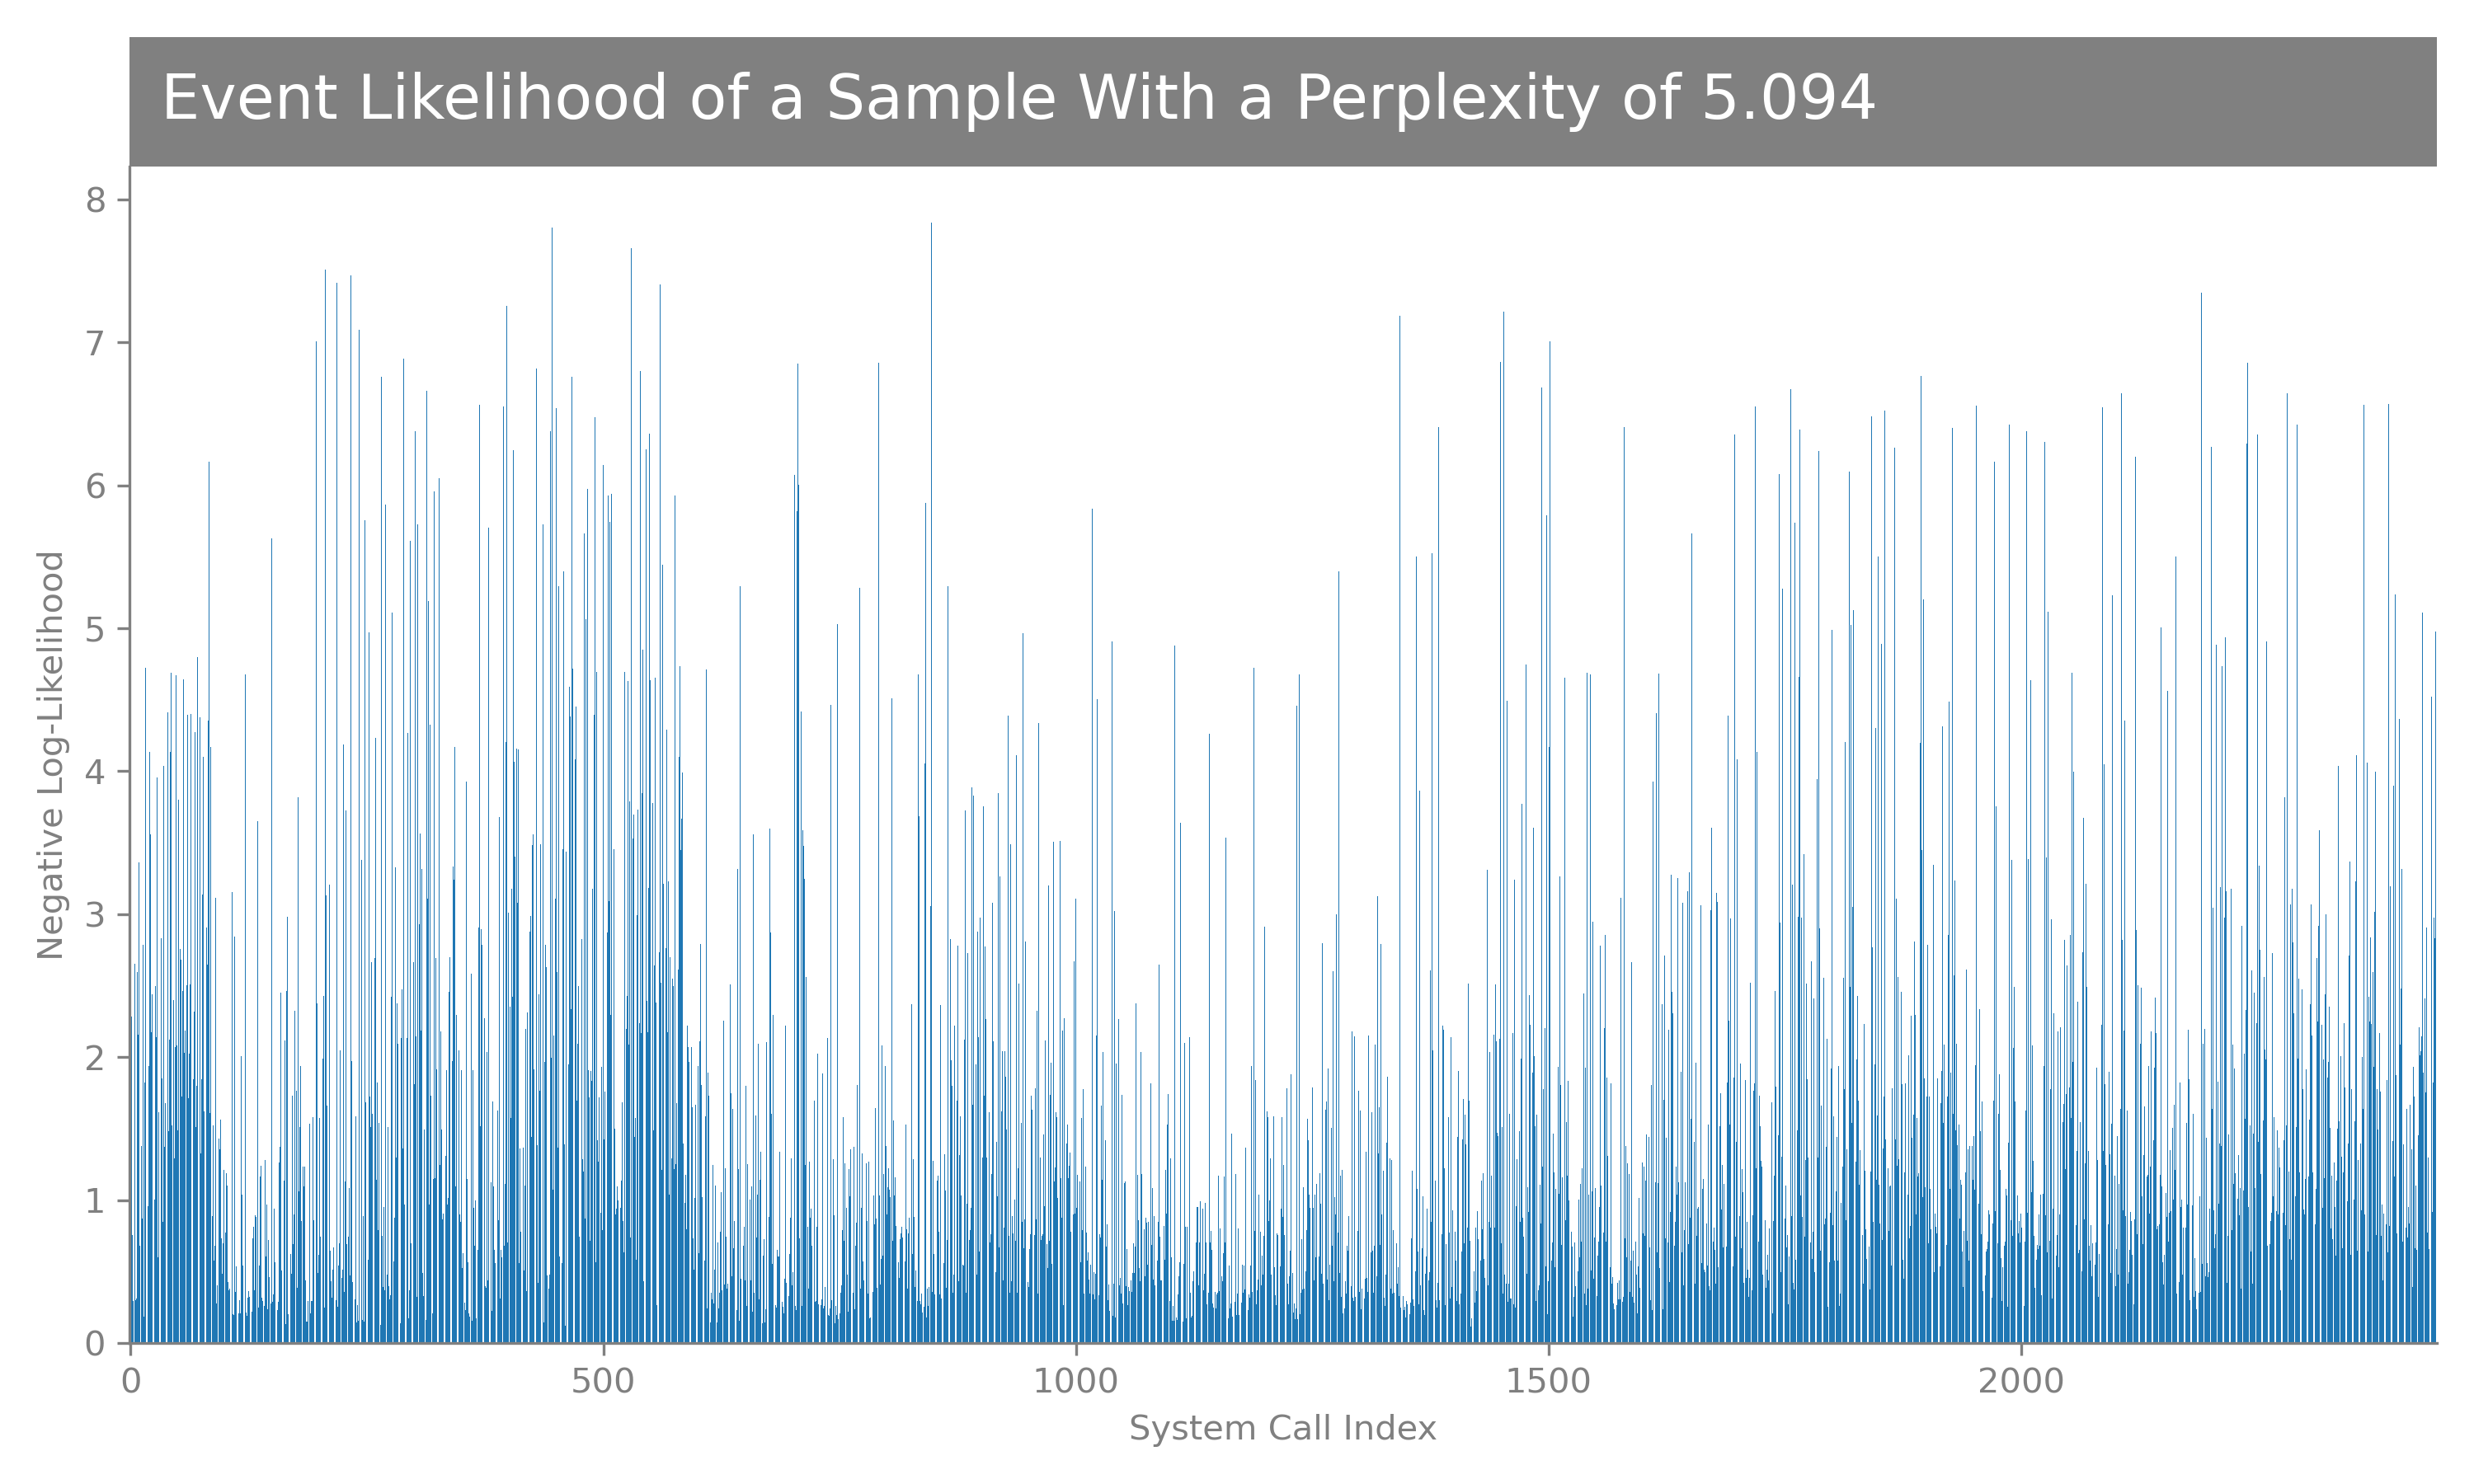 Event Likelihood of a Sample With a Perplexity of 5.094
8
7
6
5
4
3
2
1
0
Negative Log-Likelihood
0 500 1000 1500 2000
System Call Index